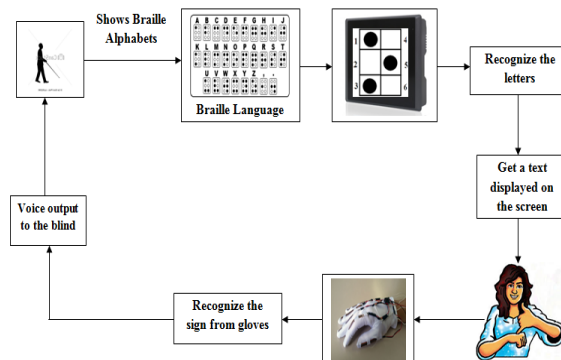 Shows Braille
Alphabets
A B C D E F G H I J
K L M N O P Q R S T
U V W X Y Z
Braille Language
1 4
2 5
3 6
Recognize the
letters
Get a text
displayed on
the screen
Voice output
to the blind
Recognize the
sign from gloves